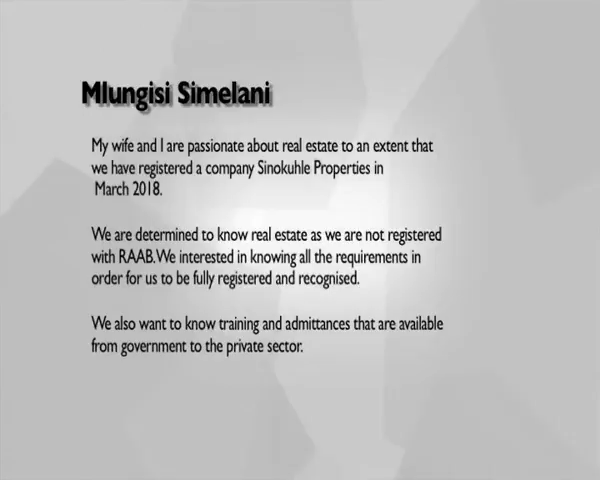 Mlungisi Simelani
My wife and I are passionate about real estate to an extent that
we have registered a company Sinokuhle Properties in
March 2018.
We are determined to know real estate as we are not registered
with RAAB.We interested in knowing all the requirements in
order for us to be fully registered and recognised.
We also want to know training and admittances that are available
from government to the private sector.